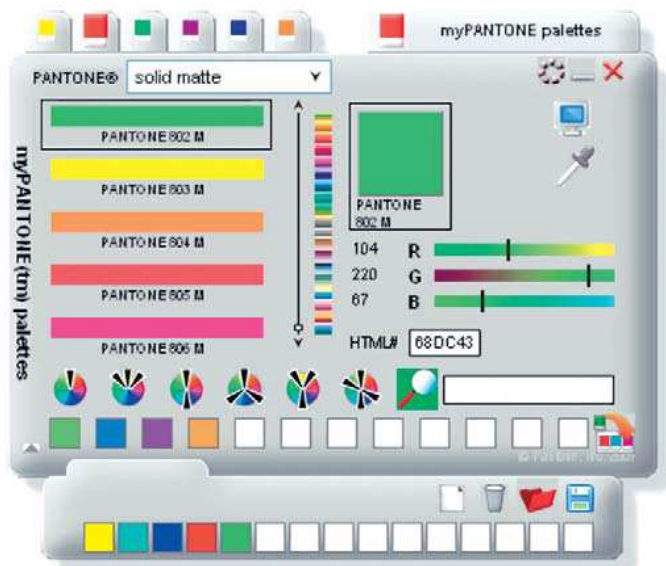 myPANTONE palettes
PANTONE® solid matte
PANTONE 802 M
PANTONE 803 M
PANTONE 804 M
PANTONE 805 M
PANTONE 806 M
myPANTONE(tm) palettes
PANTONE
802 M
104 R
220 G
67 B
HTML# 68DC43